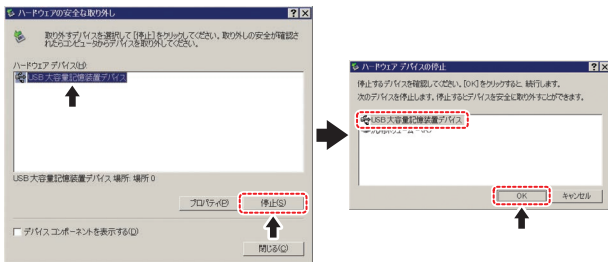 ハードウェアの安全な取り外し
取り外すデバイスを選択して [停止] をクリックしてください。取り外しの安全が確認さ
れたらコンピュータからデバイスを取り外してください。
ハードウェア デバイス(H)
USB 大容量記憶装置デバイス
USB 大容量記憶装置デバイス 場所: 場所 0
プロパティ(P)
停止(S)
デバイス コンポーネントを表示する(D)
閉じる(C)
ハードウェア デバイスの停止
停止するデバイスを確認してください。[OK] をクリックすると、続行します。
次のデバイスを停止します。停止するとデバイスを安全に取り外すことができます。
USB 大容量記憶装置デバイス
OK
キャンセル